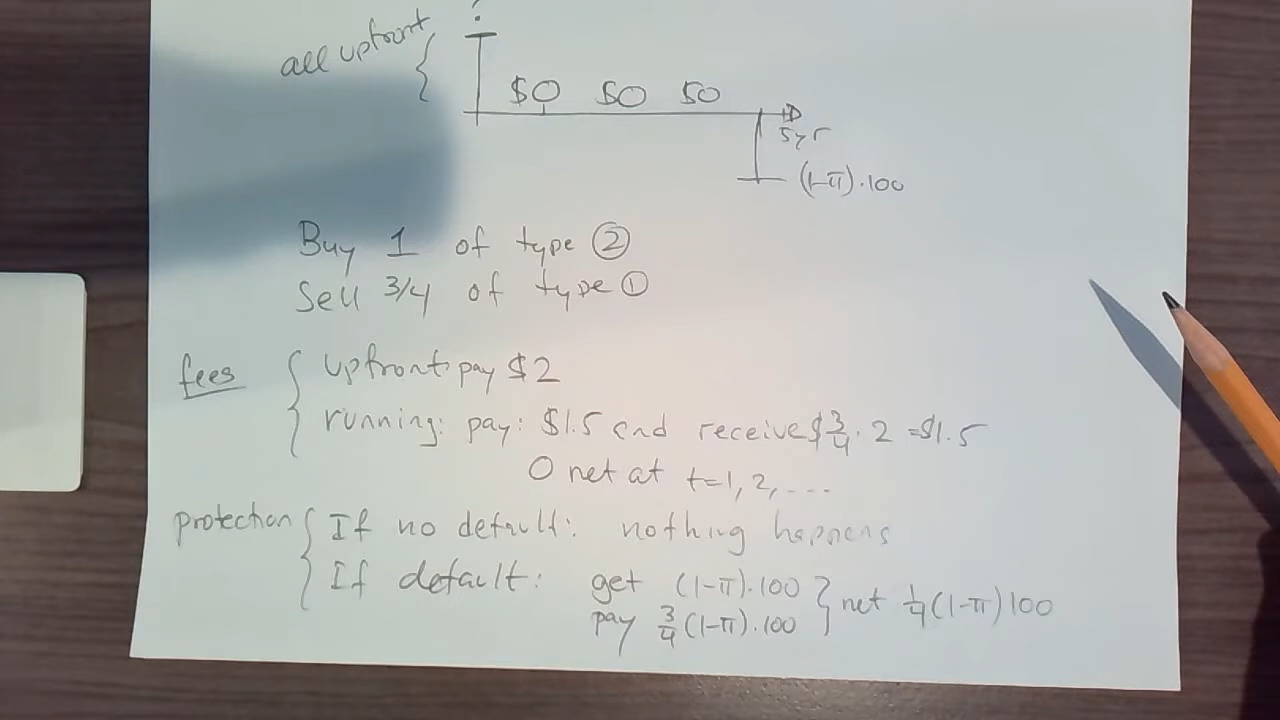 ?
all upfront {
$0 $0 $0
5yr
(1-π).100
Buy 1 of type ②
Sell 3/4 of type ①
fees { upfront: pay $2
running: pay: $1.5 and receive $3/4 . 2 = $1.5
0 net at t=1, 2, ...
protection { If no default: nothing happens
If default: get (1-π).100
pay 3/4 (1-π).100 } net 1/4 (1-π) 100